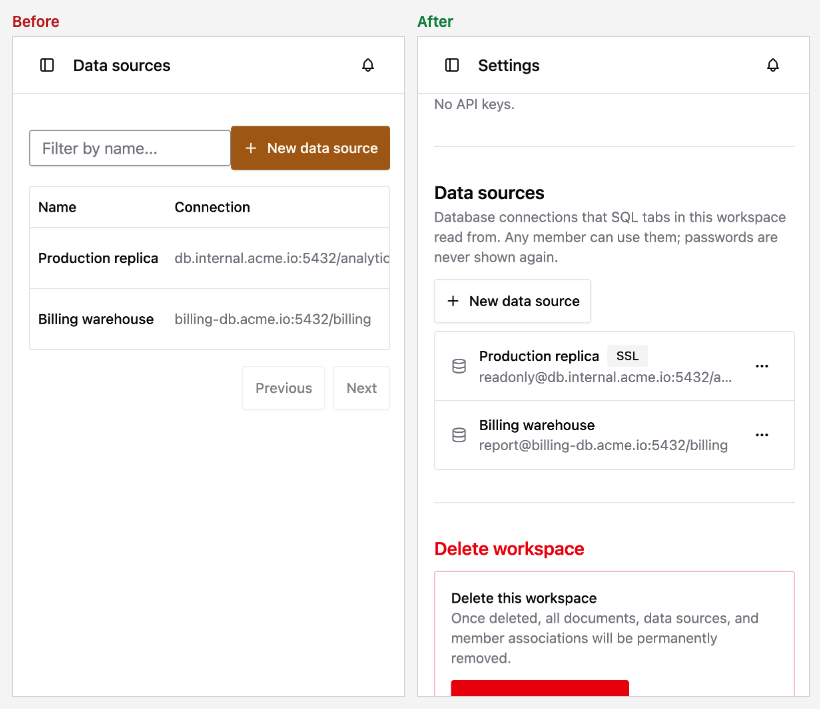 Before
Data sources
Filter by name...
New data source
Name Connection
Production replica db.internal.acme.io:5432/analytic
Billing warehouse billing-db.acme.io:5432/billing
Previous Next
After
Settings
No API keys.
Data sources
Database connections that SQL tabs in this workspace
read from. Any member can use them; passwords are
never shown again.
New data source
Production replica SSL
readonly@db.internal.acme.io:5432/a...
Billing warehouse
report@billing-db.acme.io:5432/billing
Delete workspace
Delete this workspace
Once deleted, all documents, data sources, and
member associations will be permanently
removed.